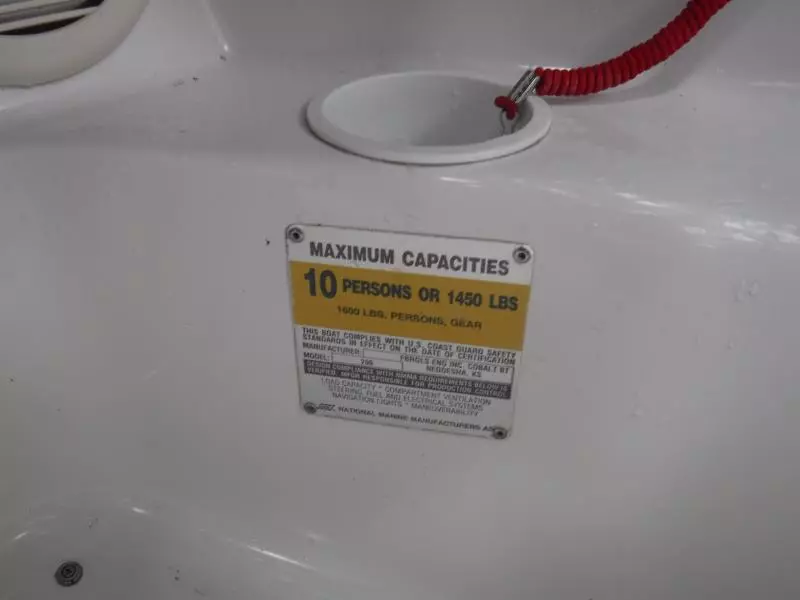 MAXIMUM CAPACITIES
10 PERSONS OR 1450 LBS
1600 LBS. PERSONS, GEAR
THIS BOAT COMPLIES WITH U.S. COAST GUARD SAFETY
STANDARDS IN EFFECT ON THE DATE OF CERTIFICATION
MANUFACTURER: ENG INC. COBALT BY
MODEL: NEODESHA, KS
DESIGN COMPLIANCE WITH NMMA REQUIREMENTS BELOW IS
VERIFIED. MFGR RESPONSIBLE FOR PRODUCTION CONTROL
LOAD CAPACITY * COMPARTMENT VENTILATION
STEERING, FUEL AND ELECTRICAL SYSTEMS
NAVIGATION LIGHTS * MANEUVERABILITY
NATIONAL MARINE MANUFACTURERS